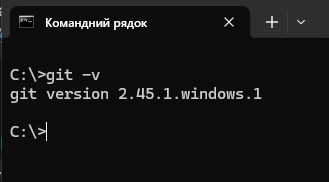 Командний рядок
C:\>git -v
git version 2.45.1.windows.1
C:\>